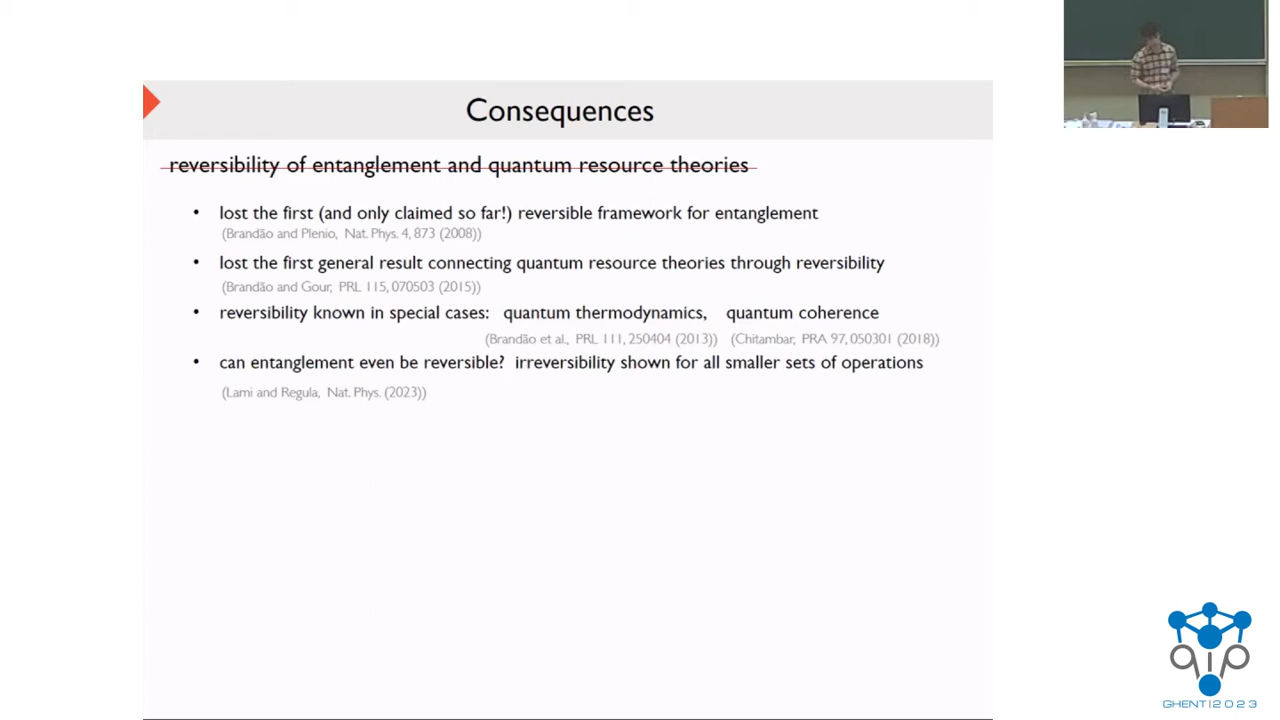 Consequences
reversibility of entanglement and quantum resource theories
• lost the first (and only claimed so far!) reversible framework for entanglement
(Brandão and Plenio, Nat. Phys. 4, 873 (2008))
• lost the first general result connecting quantum resource theories through reversibility
(Brandão and Gour, PRL 115, 070503 (2015))
• reversibility known in special cases: quantum thermodynamics, quantum coherence
(Brandão et al., PRL 111, 250404 (2013)) (Chitambar, PRA 97, 050301 (2018))
• can entanglement even be reversible? irreversibility shown for all smaller sets of operations
(Lami and Regula, Nat. Phys. (2023))
qip
GHENT|2023